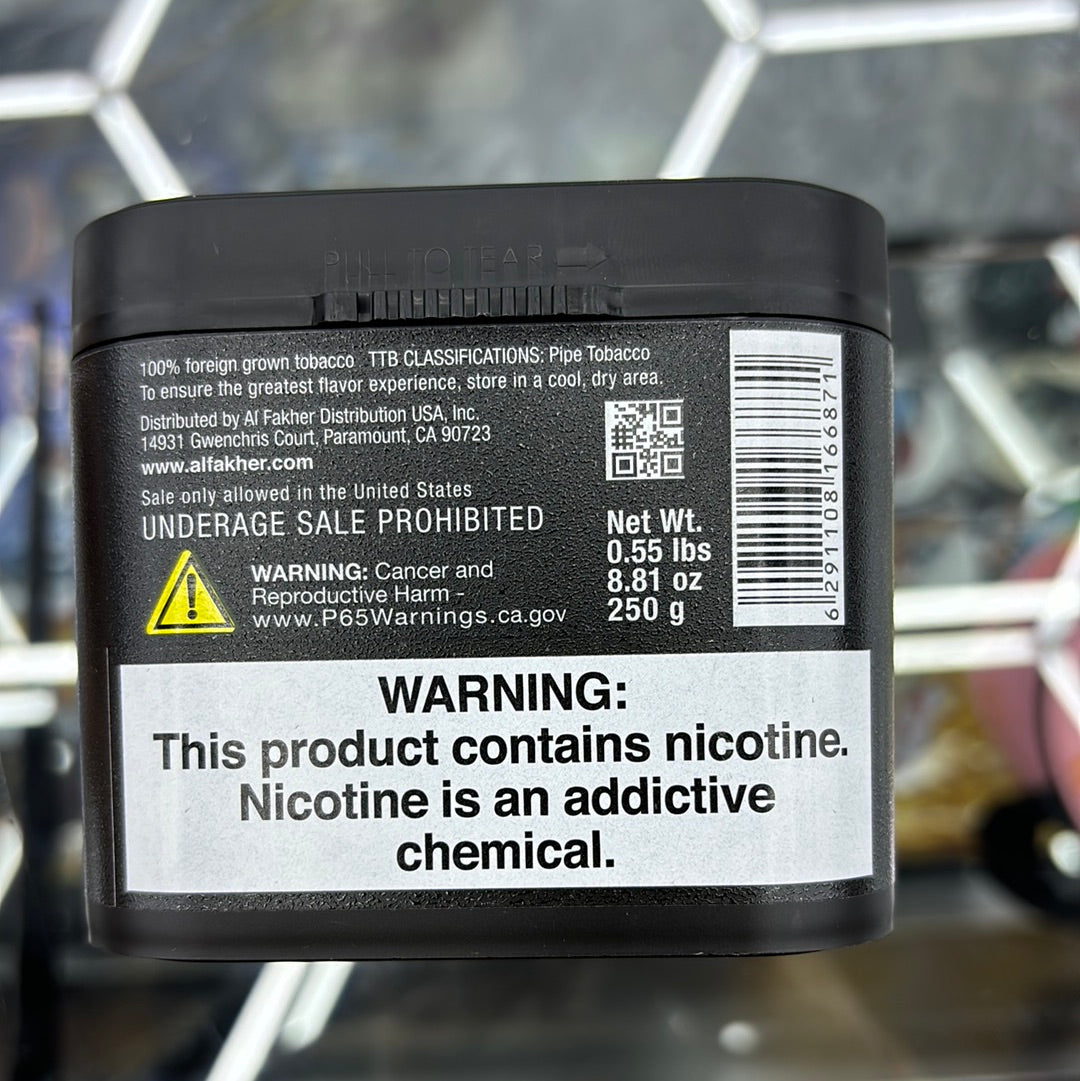 PULL TO TEAR
100% foreign grown tobacco TTB CLASSIFICATIONS: Pipe Tobacco
To ensure the greatest flavor experience, store in a cool, dry area.
Distributed by Al Fakher Distribution USA, Inc.
14931 Gwenchris Court, Paramount, CA 90723
www.alfakher.com
Sale only allowed in the United States
UNDERAGE SALE PROHIBITED
WARNING: Cancer and
Reproductive Harm -
www.P65Warnings.ca.gov
Net Wt.
0.55 lbs
8.81 oz
250 g
6 291108 166871
WARNING:
This product contains nicotine.
Nicotine is an addictive
chemical.